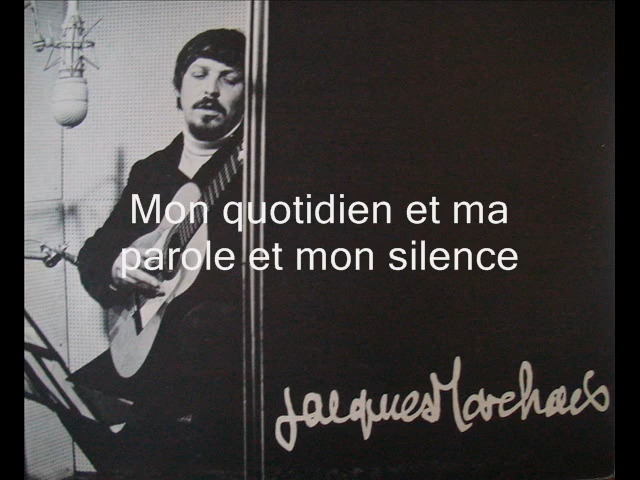 Mon quotidien et ma
parole et mon silence
Jacques Marchais